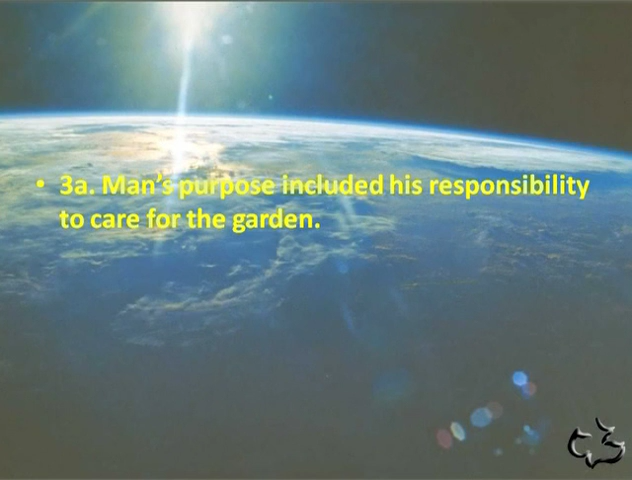 • 3a. Man's purpose included his responsibility
to care for the garden.